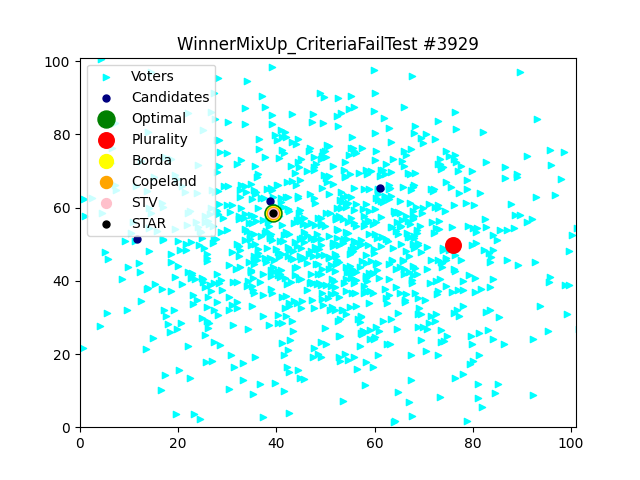 WinnerMixUp_CriteriaFailTest #3929
100
80
60
40
20
0
Voters
Candidates
Optimal
Plurality
Borda
Copeland
STV
STAR
0 20 40 60 80 100